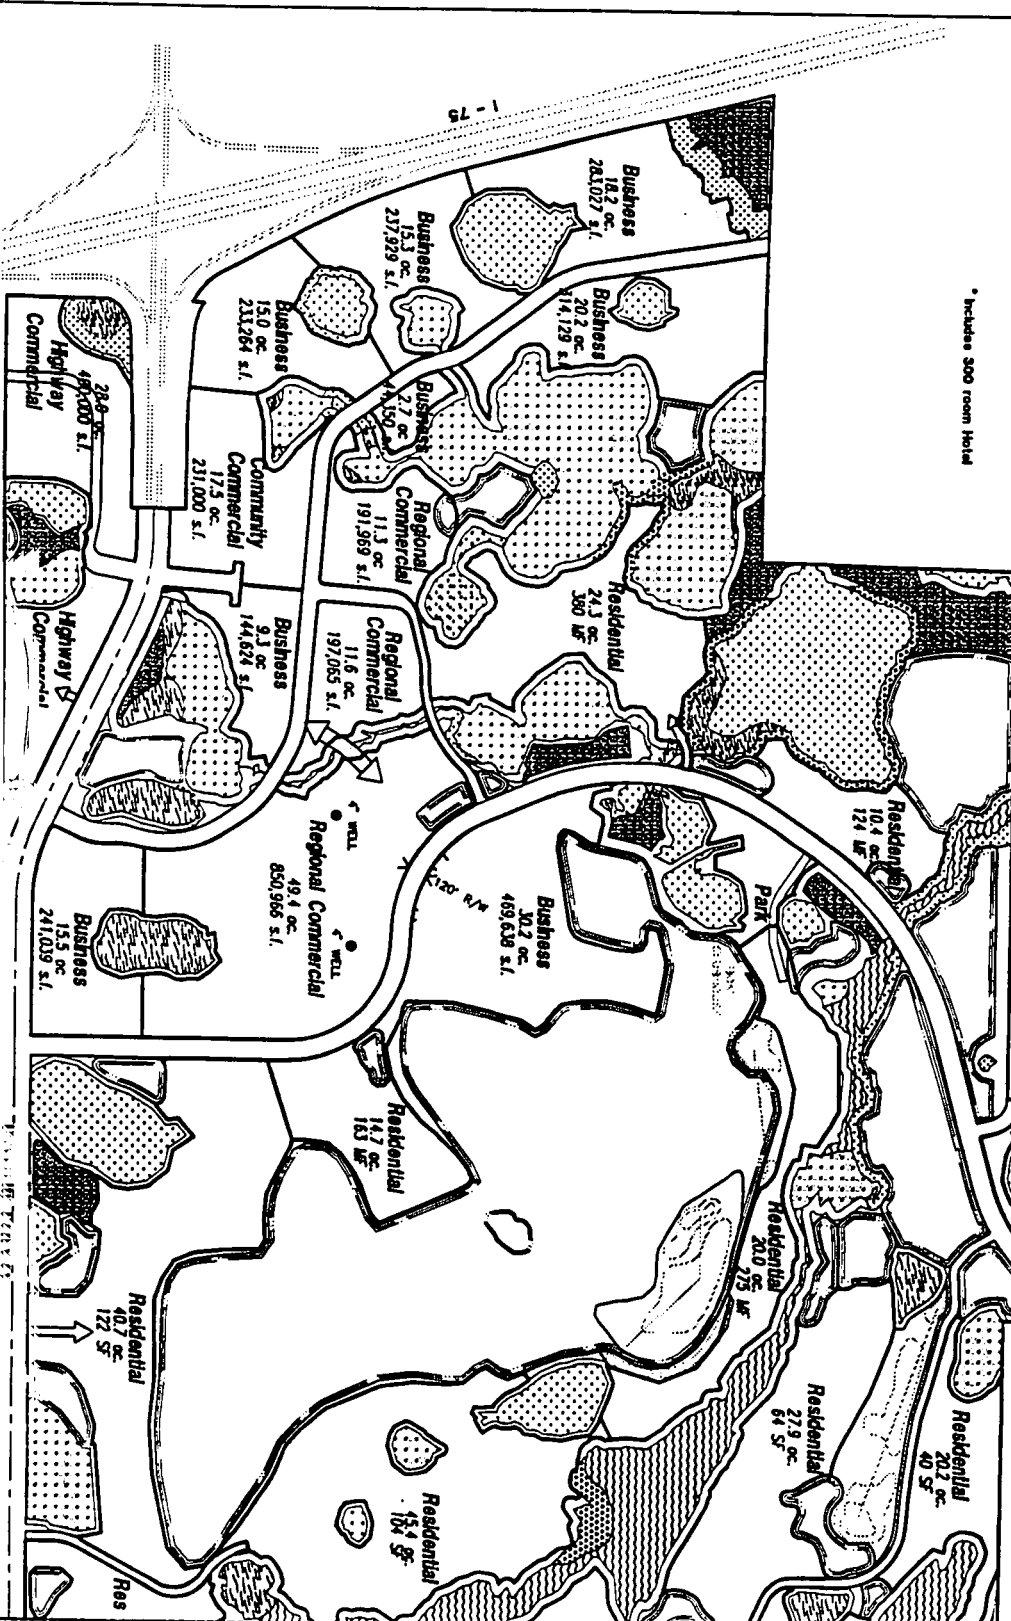 I - 75
* Includes 300 room Hotel
Business
18.2 ac.
283,027 s.f.
Business
15.3 ac.
237,929 s.f.
Business
20.2 ac.
314,129 s.f.
Business
15.0 ac.
233,264 s.f.
Highway
Commercial
28.0 ac.
Business
2.7 ac.
Community
Commercial
17.5 ac.
231,000 s.f.
Regional
Commercial
11.3 ac
191,969 s.f.
Residential
24.3 ac.
380 MF
Highway
Commercial
Business
9.3 ac
144,624 s.f.
Regional
Commercial
11.6 ac.
197,065 s.f.
Residential
10.4 ac.
124 MF
WELL
WELL
Regional Commercial
49.4 ac.
850,966 s.f.
120' R/W
Business
30.2 ac.
469,638 s.f.
Park
Business
15.5 ac
241,039 s.f.
Residential
14.7 ac.
163 MF
Residential
20.0 ac.
275 MF
Residential
40.7 ac.
122 SF
Residential
27.9 ac.
64 SF
Residential
20.2 ac.
40 SF
Residential
45.4 ac.
104 SF
Res